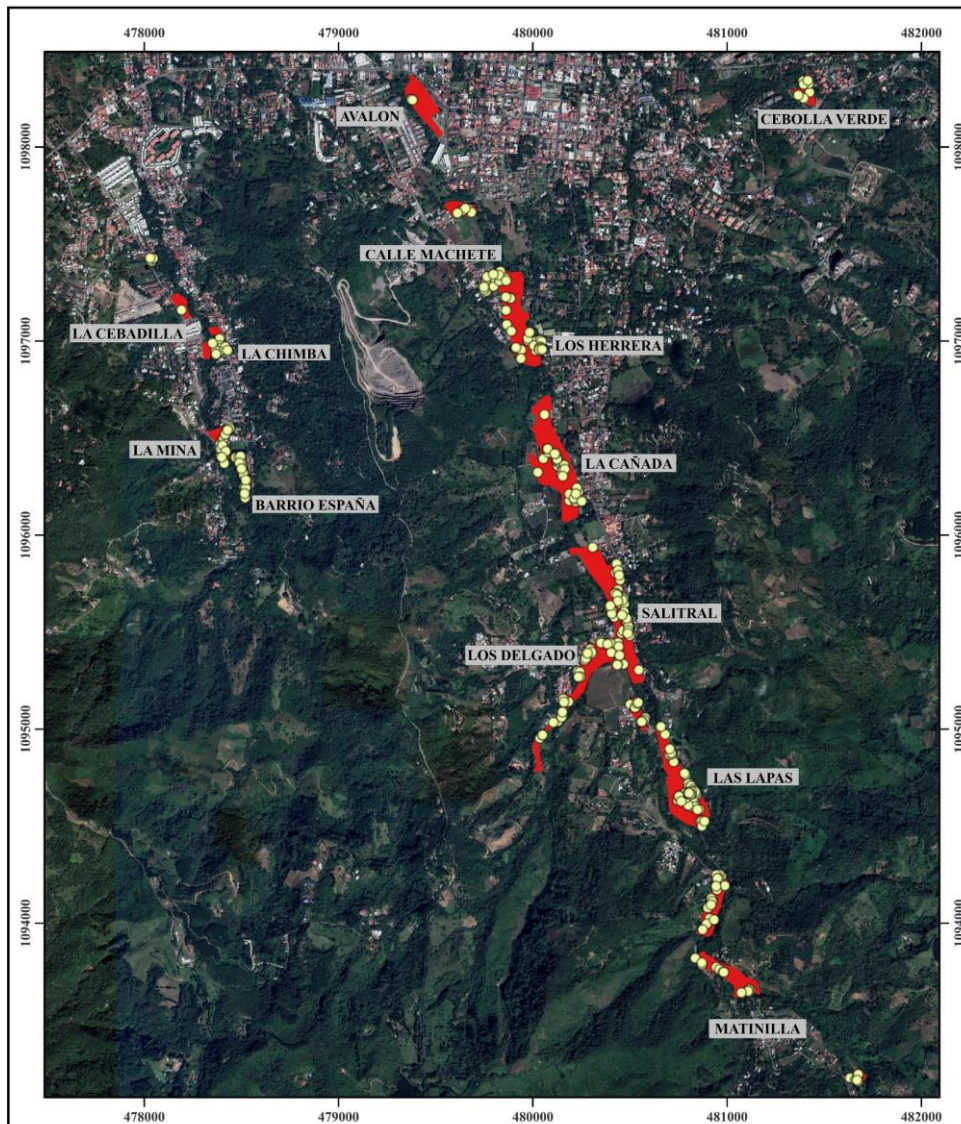 478000 479000 480000 481000 482000
AVALON
CEBOLLA VERDE
1098000 1098000
CALLE MACHETE
LA CEBADILLA
LA CHIMBA
LOS HERRERA
1097000 1097000
LA MINA
LA CAÑADA
BARRIO ESPAÑA
1096000 1096000
SALITRAL
LOS DELGADO
1095000 1095000
LAS LAPAS
1094000 1094000
MATINILLA
478000 479000 480000 481000 482000